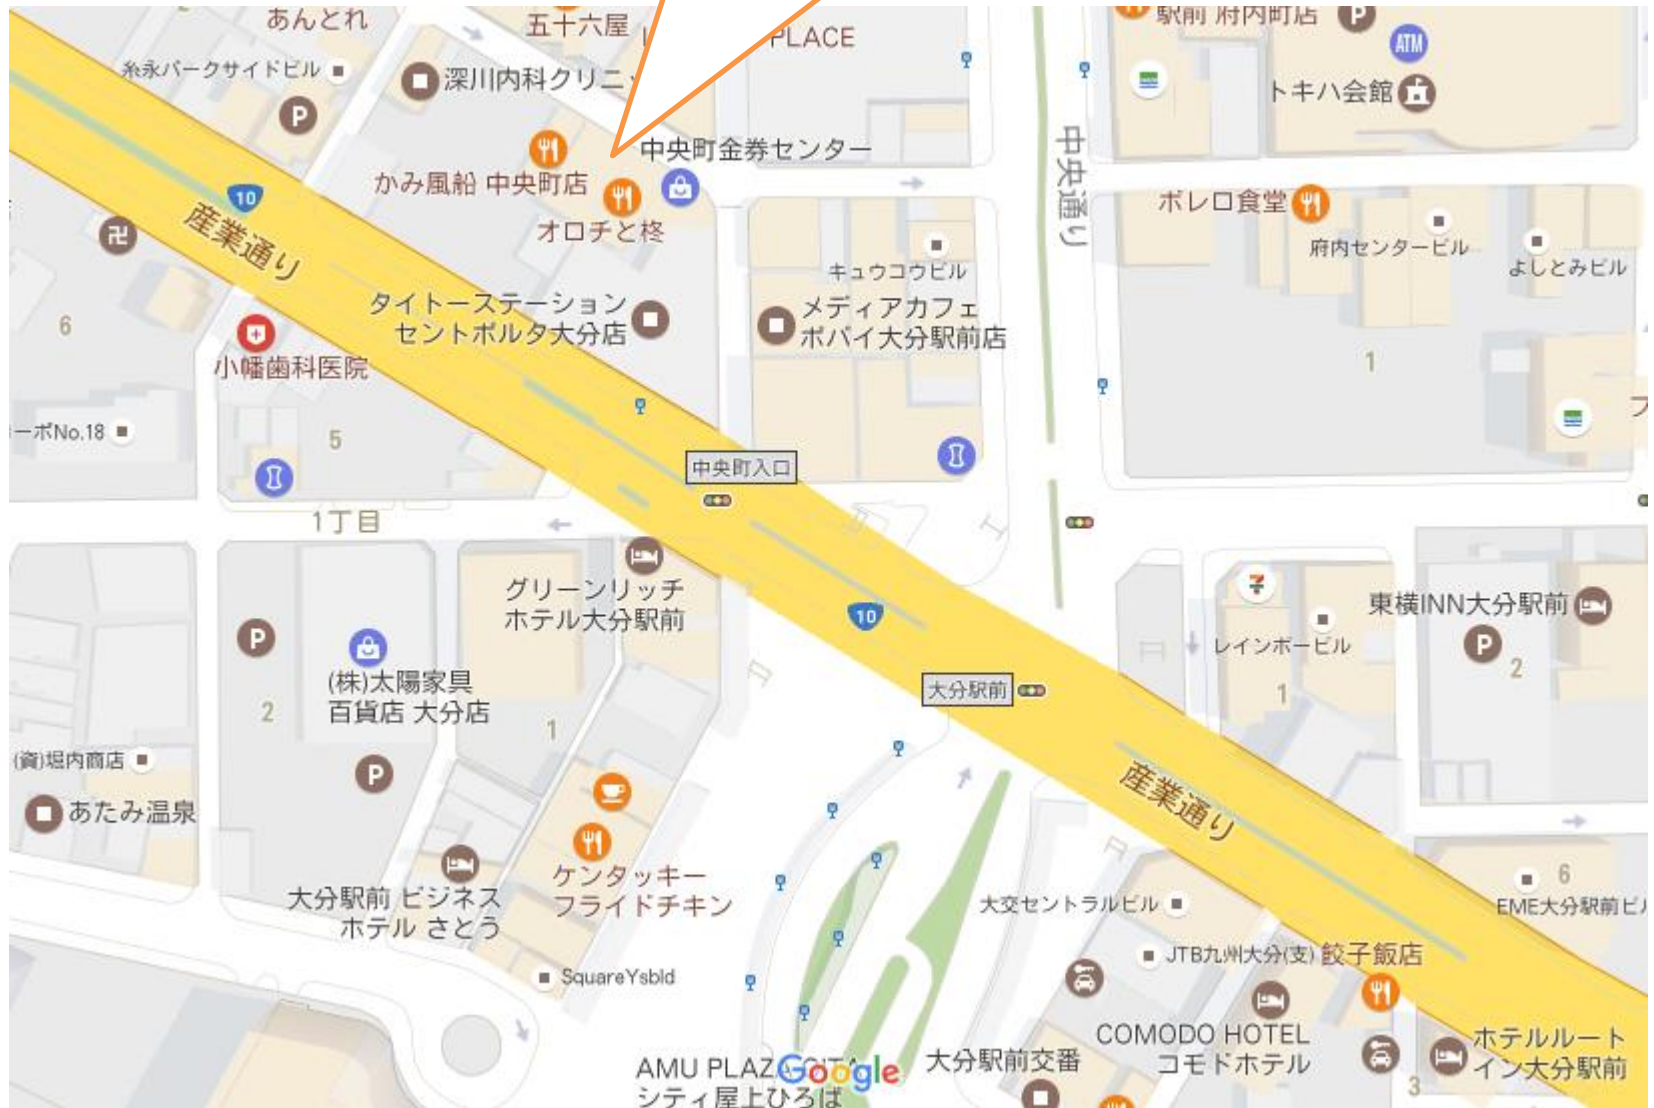 あんとれ
五十六屋
PLACE
駅前 府内町店
P
ATM
糸永パークサイドビル
深川内科クリニッ
トキハ会館
P
中央町金券センター
中央通り
かみ風船 中央町店
10
オロチと柊
ボレロ食堂
府内センタービル
よしとみビル
産業通り
キュウコウビル
タイトーステーション
セントポルタ大分店
メディアカフェ
ポパイ大分駅前店
6
小幡歯科医院
1
ーポNo.18
5
中央町入口
フ
1丁目
グリーンリッチ
ホテル大分駅前
10
7
東横INN大分駅前
P
レインボービル
P
2
(株)太陽家具
百貨店 大分店
大分駅前
1
2
1
(資)堀内商店
P
あたみ温泉
産業通り
ケンタッキー
フライドチキン
大分駅前 ビジネス
ホテル さとう
大交セントラルビル
6
EME大分駅前ビル
JTB九州大分(支)
餃子飯店
SquareYsbld
COMODO HOTEL
コモドホテル
大分駅前交番
ホテルルート
イン大分駅前
3
AMU PLAZA
Google
シティ屋上ひろば